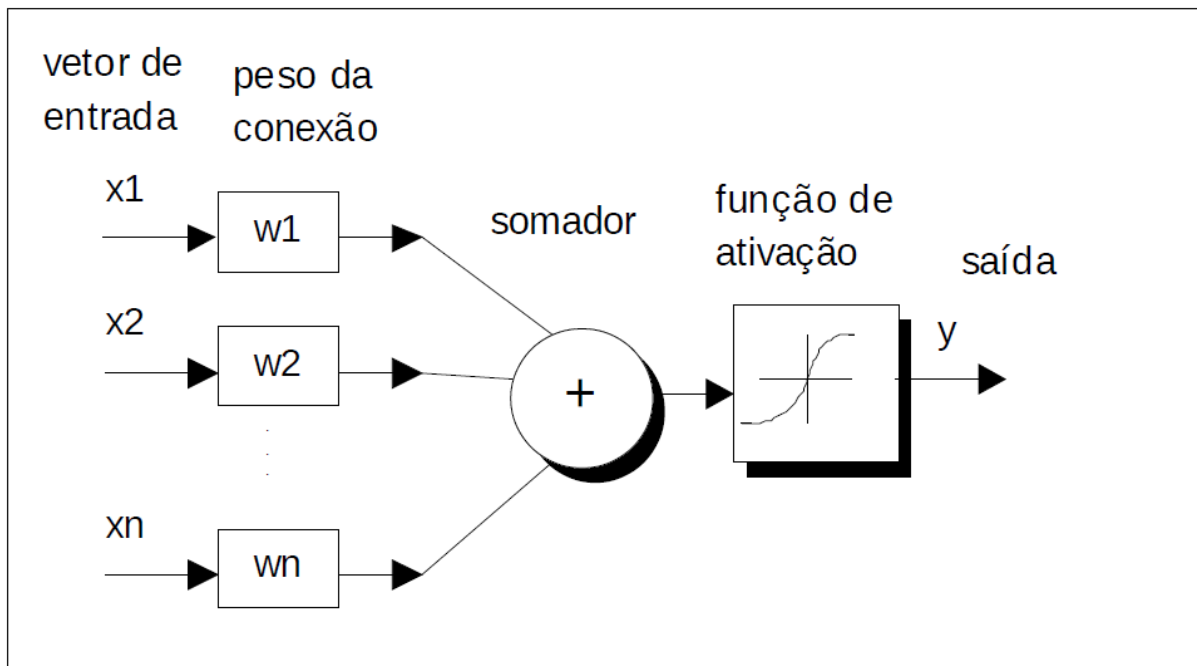 vetor de
entrada
peso da
conexão
x1
w1
x2
w2
xn
wn
somador
+
função de
ativação
saída
y